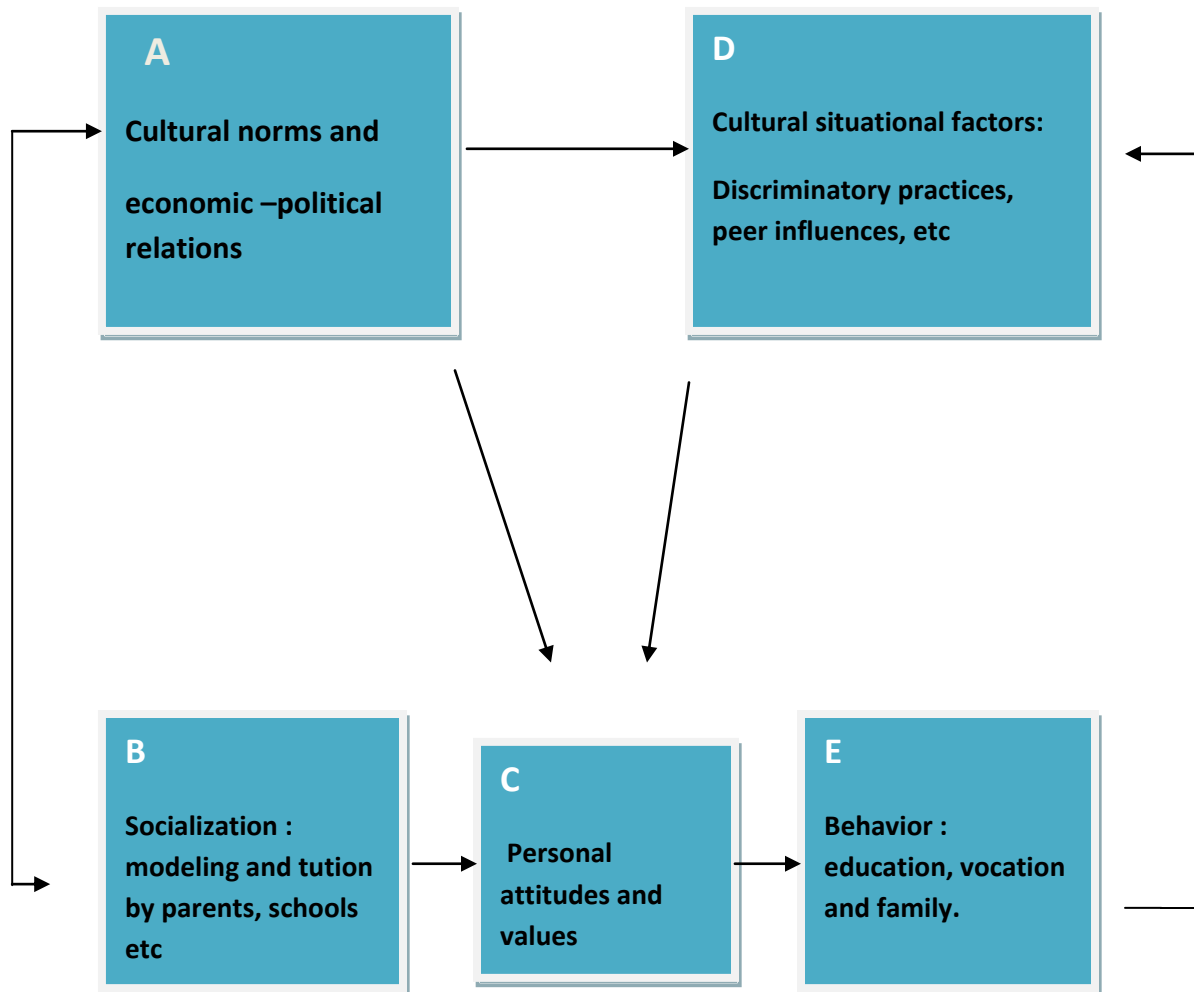 A
Cultural norms and
economic –political
relations
D
Cultural situational factors:
Discriminatory practices,
peer influences, etc
B
Socialization :
modeling and tution
by parents, schools
etc
C
Personal
attitudes and
values
E
Behavior :
education, vocation
and family.